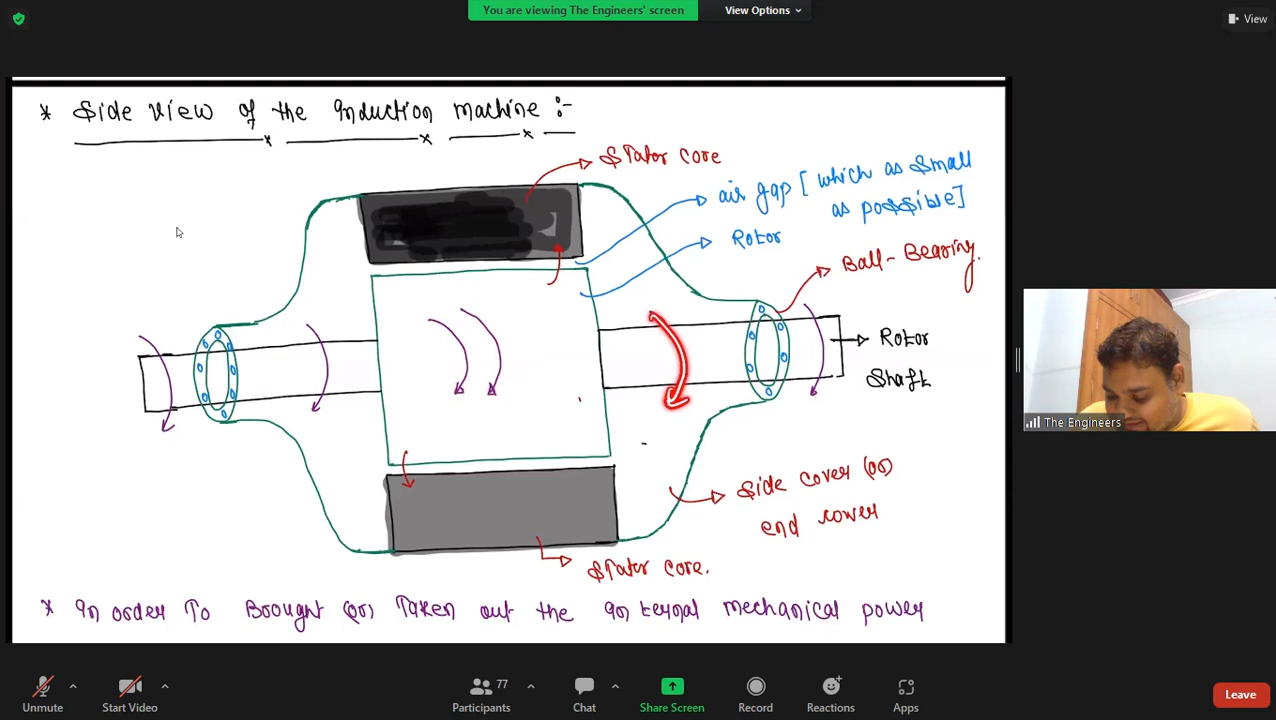 You are viewing The Engineers' screen
View Options
View
* Side view of the Induction machine :-
Stator core
air gap [which as small
as possible]
Rotor
Ball-Bearing.
Rotor
Shaft
The Engineers
Side cover (or)
end cover
Stator core.
* In order To Brought (or) Taken out the internal mechanical power
Unmute
Start Video
77
Participants
Chat
Share Screen
Record
Reactions
Apps
Leave